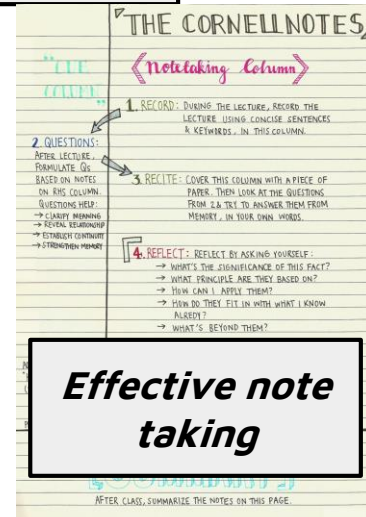 THE CORNELLNOTES
"CUE
COLUMN"
Notetaking Column
1. RECORD: DURING THE LECTURE, RECORD THE
LECTURE USING CONCISE SENTENCES
& KEYWORDS, IN THIS COLUMN.
2. QUESTIONS:
AFTER LECTURE,
FORMULATE QS
BASED ON NOTES
ON RHS COLUMN.
QUESTIONS HELP:
→ CLARIFY MEANING
→ REVEAL RELATIONSHIP
→ ESTABLISH CONTINUITY
→ STRENGTHEN MEMORY
3. RECITE: COVER THIS COLUMN WITH A PIECE OF
PAPER. THEN LOOK AT THE QUESTIONS
FROM 2 & TRY TO ANSWER THEM FROM
MEMORY, IN YOUR OWN WORDS.
4. REFLECT: REFLECT BY ASKING YOURSELF:
→ WHAT'S THE SIGNIFICANCE OF THIS FACT?
→ WHAT PRINCIPLE ARE THEY BASED ON?
→ HOW CAN I APPLY THEM?
→ HOW DO THEY FIT IN WITH WHAT I KNOW
ALREDY?
→ WHAT'S BEYOND THEM?
Effective note
taking
AFTER CLASS, SUMMARIZE THE NOTES ON THIS PAGE.